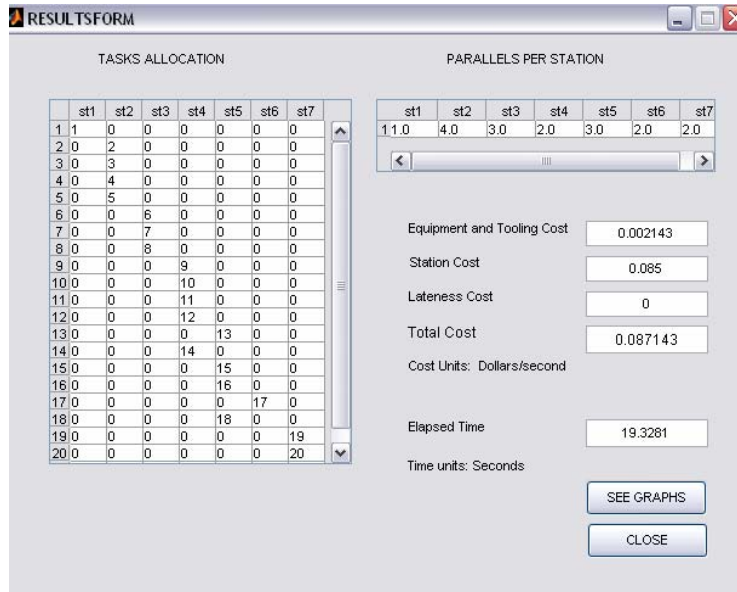 RESULTSFORM
TASKS ALLOCATION
st1 st2 st3 st4 st5 st6 st7
1 1 0 0 0 0 0 0
2 0 2 0 0 0 0 0
3 0 3 0 0 0 0 0
4 0 4 0 0 0 0 0
5 0 5 0 0 0 0 0
6 0 0 6 0 0 0 0
7 0 0 7 0 0 0 0
8 0 0 8 0 0 0 0
9 0 0 0 9 0 0 0
10 0 0 0 10 0 0 0
11 0 0 0 11 0 0 0
12 0 0 0 12 0 0 0
13 0 0 0 0 13 0 0
14 0 0 0 14 0 0 0
15 0 0 0 0 15 0 0
16 0 0 0 0 16 0 0
17 0 0 0 0 0 17 0
18 0 0 0 0 18 0 0
19 0 0 0 0 0 0 19
20 0 0 0 0 0 0 20
PARALLELS PER STATION
st1 st2 st3 st4 st5 st6 st7
1 1.0 4.0 3.0 2.0 3.0 2.0 2.0
Equipment and Tooling Cost 0.002143
Station Cost 0.085
Lateness Cost 0
Total Cost 0.087143
Cost Units: Dollars/second
Elapsed Time 19.3281
Time units: Seconds
SEE GRAPHS
CLOSE